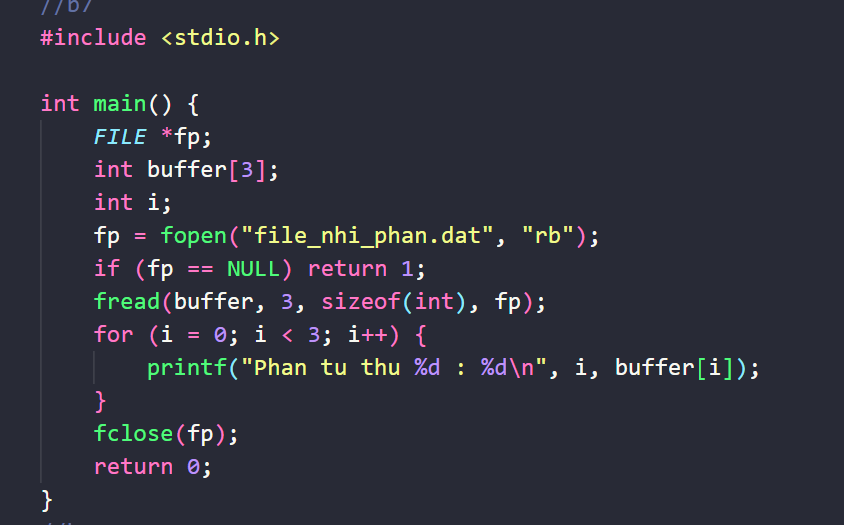 //b7
#include <stdio.h>
int main() {
FILE *fp;
int buffer[3];
int i;
fp = fopen("file_nhi_phan.dat", "rb");
if (fp == NULL) return 1;
fread(buffer, 3, sizeof(int), fp);
for (i = 0; i < 3; i++) {
printf("Phan tu thu %d : %d\n", i, buffer[i]);
}
fclose(fp);
return 0;
}